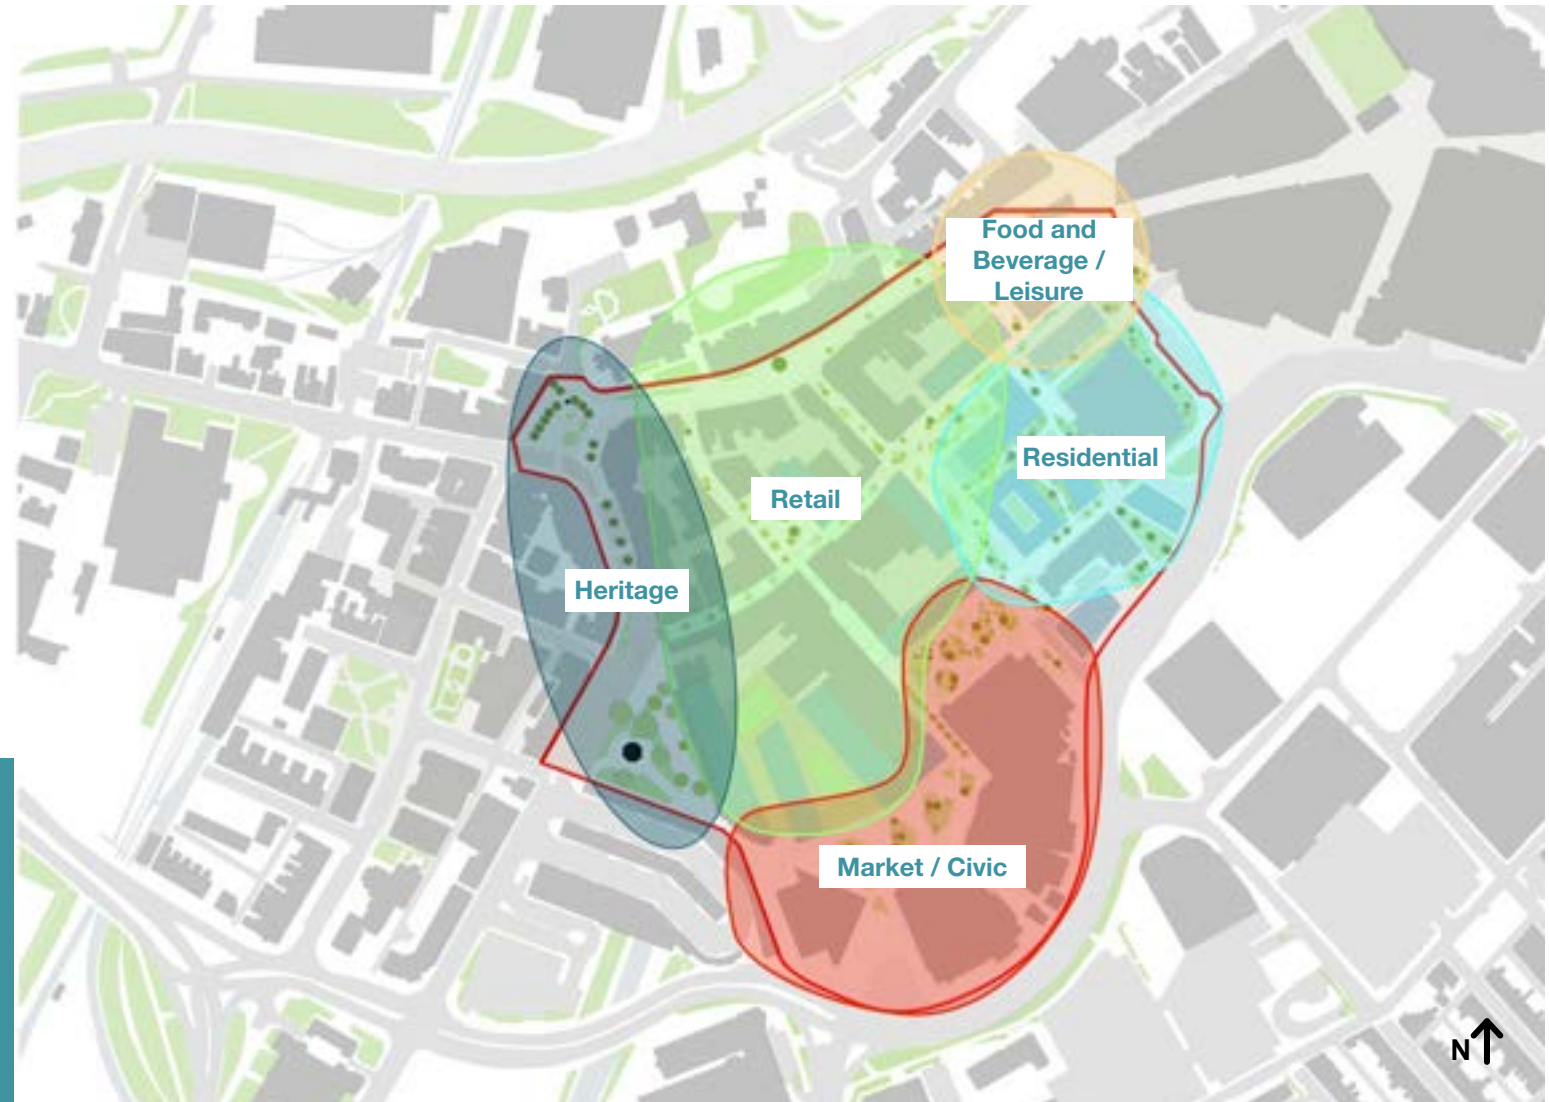 Food and
Beverage /
Leisure
Residential
Retail
Heritage
Market / Civic
N